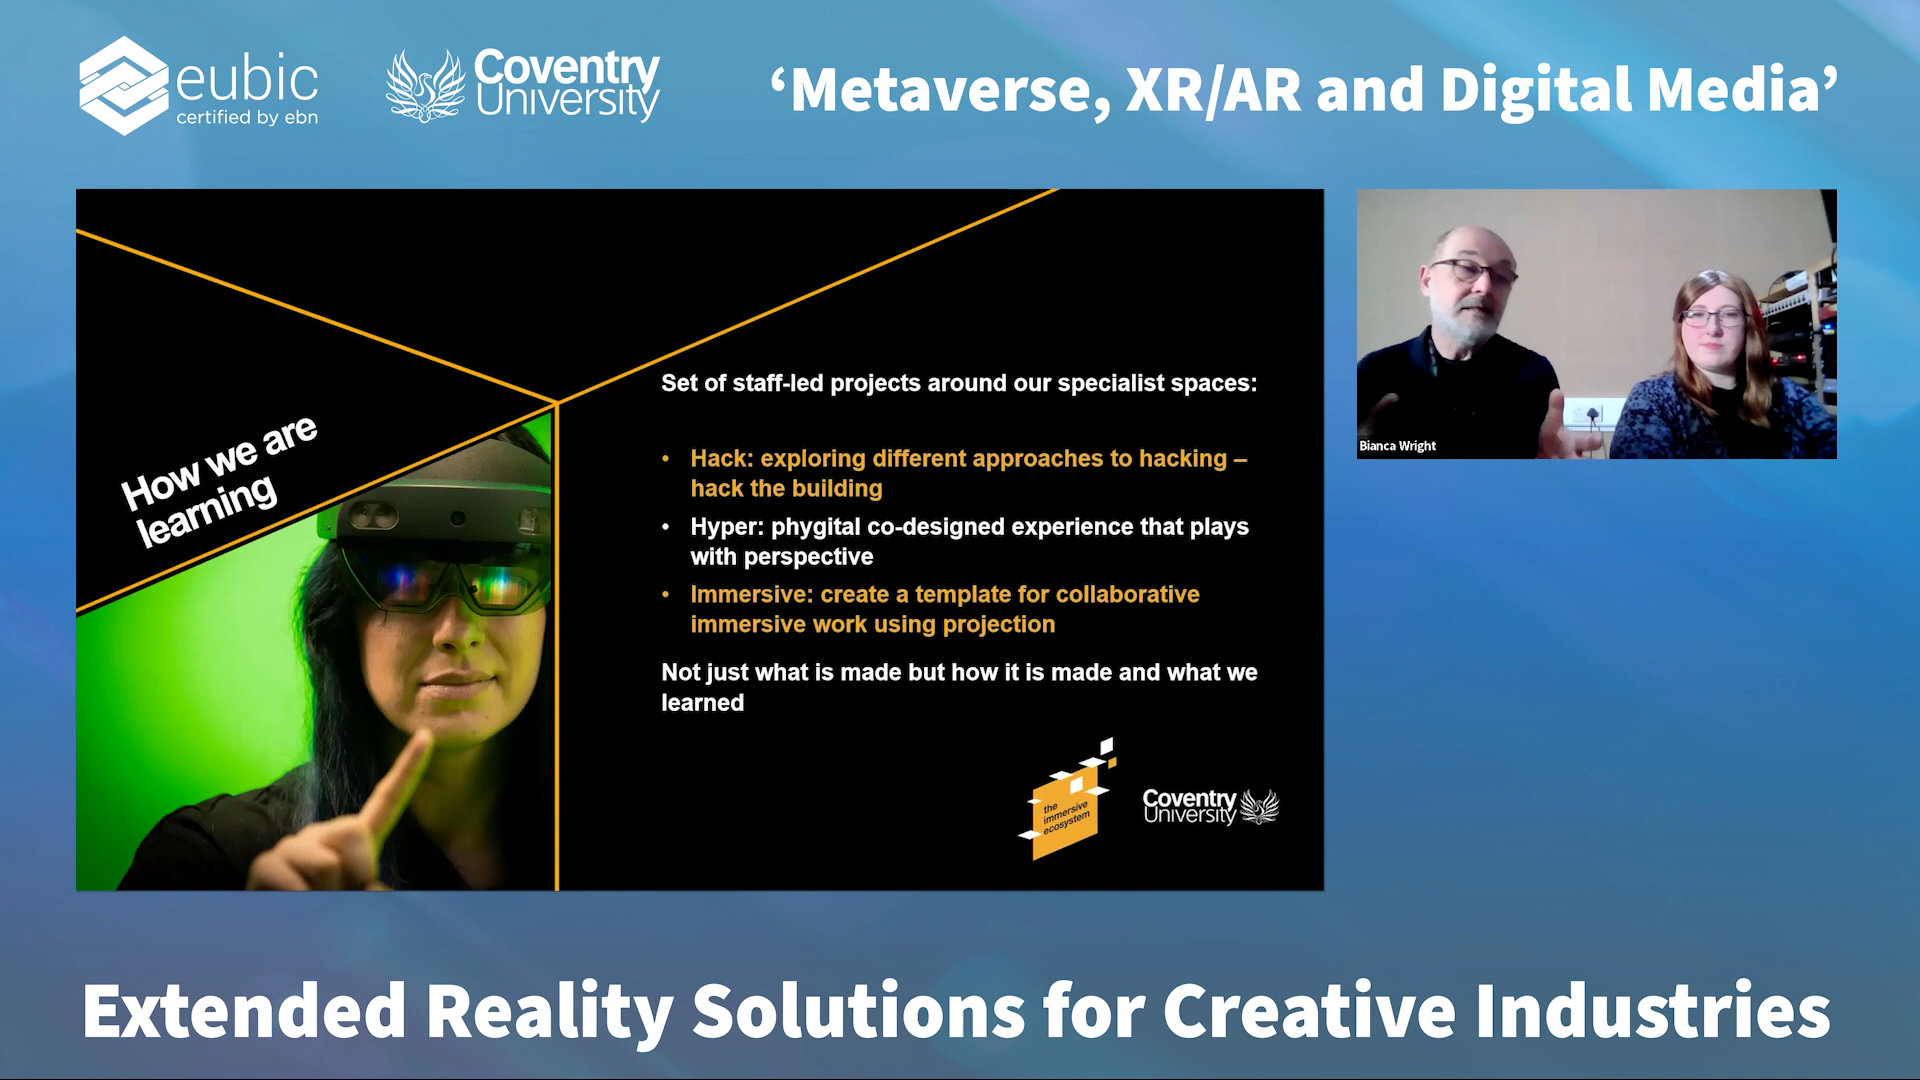 eubic
certified by ebn
Coventry
University
‘Metaverse, XR/AR and Digital Media’
How we are
learning
Set of staff-led projects around our specialist spaces:
• Hack: exploring different approaches to hacking –
hack the building
• Hyper: phygital co-designed experience that plays
with perspective
• Immersive: create a template for collaborative
immersive work using projection
Not just what is made but how it is made and what we
learned
the
immersive
ecosystem
Coventry
University
Bianca Wright
Extended Reality Solutions for Creative Industries